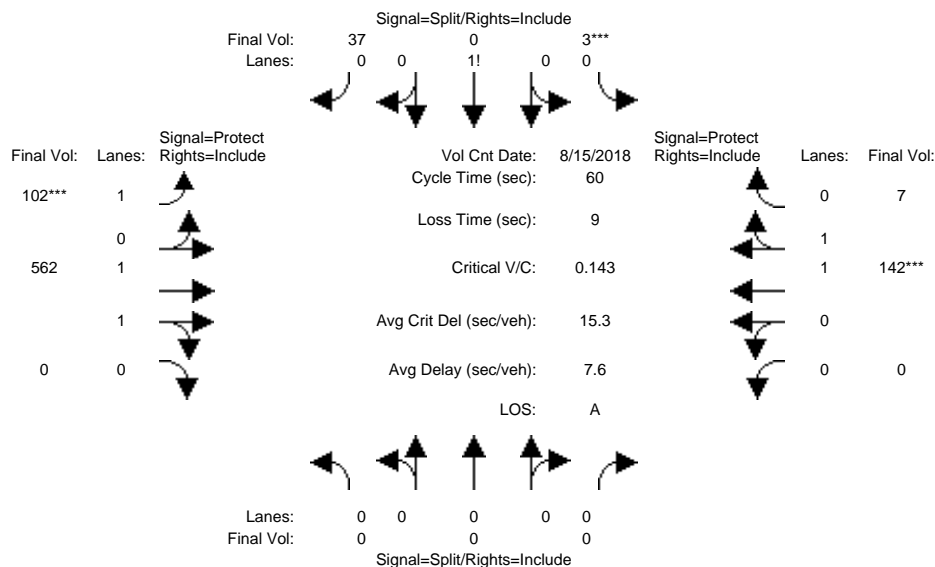 Signal=Split/Rights=Include
Final Vol: 37 0 3***
Lanes: 0 0 1! 0 0
Signal=Protect
Final Vol: Lanes: Rights=Include
Vol Cnt Date: 8/15/2018
Signal=Protect
Rights=Include Lanes: Final Vol:
Cycle Time (sec): 60
102*** 1 0 7
Loss Time (sec): 9
0 1
562 1 Critical V/C: 0.143 1 142***
1 Avg Crit Del (sec/veh): 15.3 0
0 0 Avg Delay (sec/veh): 7.6 0 0
LOS: A
Lanes: 0 0 0 0 0
Final Vol: 0 0 0
Signal=Split/Rights=Include